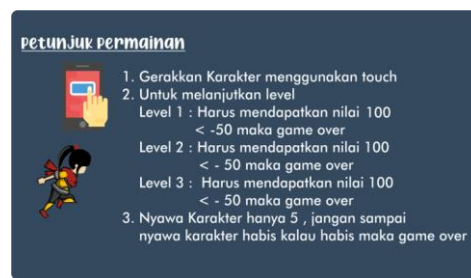 Petunjuk Permainan
1. Gerakkan Karakter menggunakan touch
2. Untuk melanjutkan level
Level 1 : Harus mendapatkan nilai 100
< -50 maka game over
Level 2 : Harus mendapatkan nilai 100
< - 50 maka game over
Level 3 : Harus mendapatkan nilai 100
< - 50 maka game over
3. Nyawa Karakter hanya 5 , jangan sampai
nyawa karakter habis kalau habis maka game over